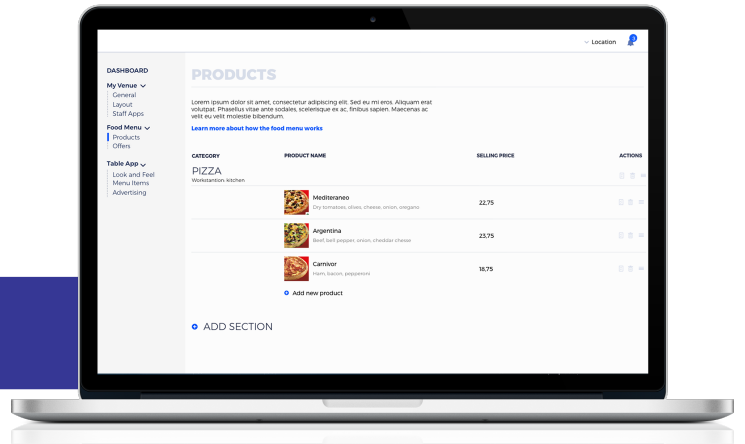 Location
3
DASHBOARD
My Venue
General
Layout
Staff Apps
Food Menu
Products
Offers
Table App
Look and Feel
Menu Items
Advertising
PRODUCTS
Lorem ipsum dolor sit amet, consectetur adipiscing elit. Sed eu mi eros. Aliquam erat
volutpat. Phasellus vitae ante sodales, scelerisque ex ac, finibus sapien. Maecenas ac
velit eu velit molestie bibendum.
Learn more about how the food menu works
CATEGORY PRODUCT NAME SELLING PRICE ACTIONS
PIZZA
Workstantion: kitchen
Mediteraneo
Dry tomatoes, olives, cheese, onion, oregano
22,75
Argentina
Beef, bell pepper, onion, cheddar cheese
23,75
Carnivor
Ham, bacon, pepperoni
18,75
Add new product
ADD SECTION